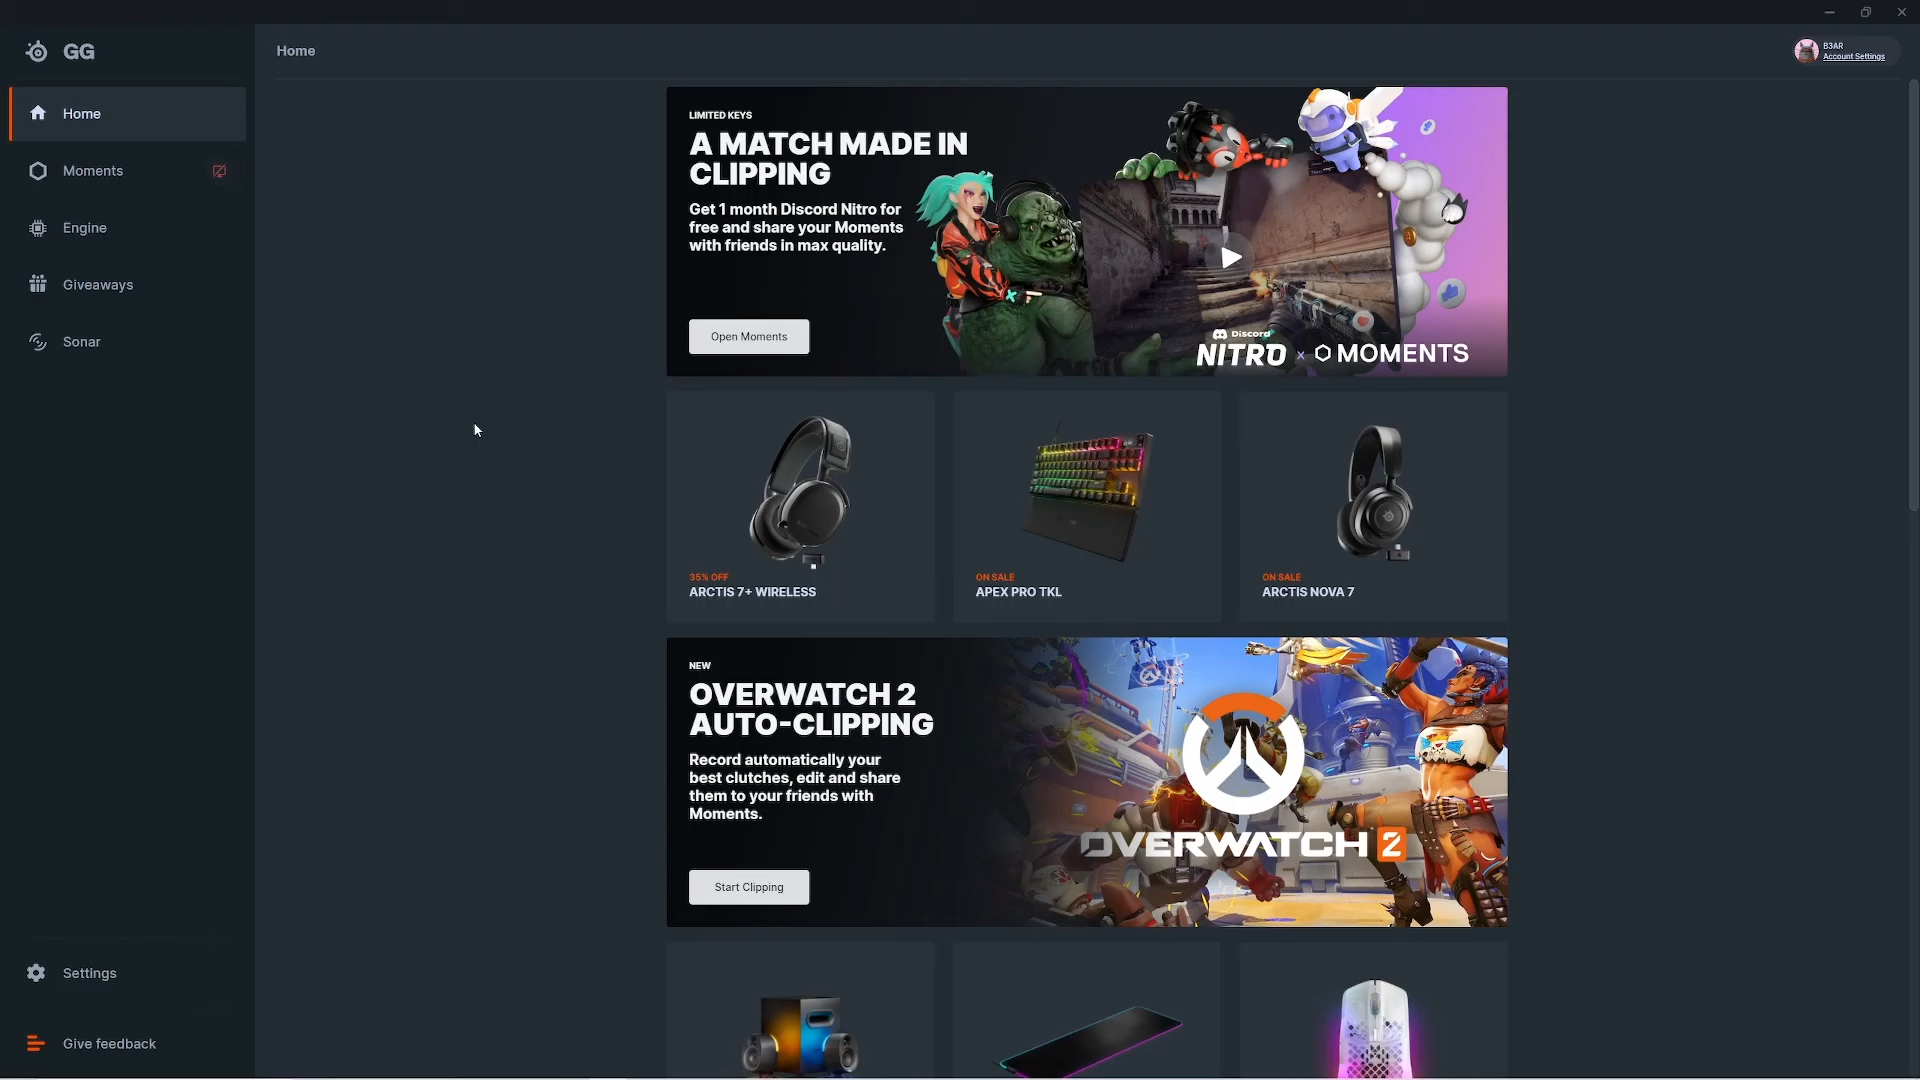 GG
Home
B3AR
Account Settings
Home
Moments
Engine
Giveaways
Sonar
LIMITED KEYS
A MATCH MADE IN
CLIPPING
Get 1 month Discord Nitro for
free and share your Moments
with friends in max quality.
Open Moments
Discord
NITRO x MOMENTS
35% OFF
ARCTIS 7+ WIRELESS
ON SALE
APEX PRO TKL
ON SALE
ARCTIS NOVA 7
NEW
OVERWATCH 2
AUTO-CLIPPING
Record automatically your
best clutches, edit and share
them to your friends with
Moments.
Start Clipping
OVERWATCH 2
Settings
Give feedback